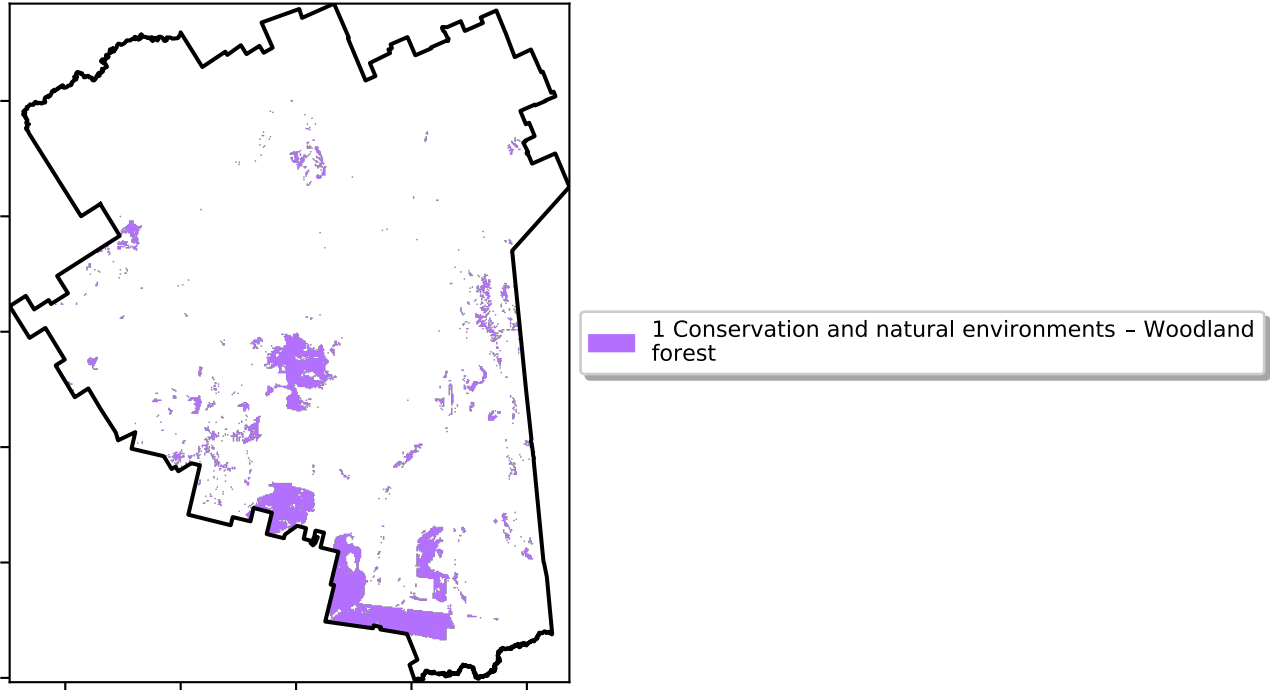 1 Conservation and natural environments – Woodland
forest